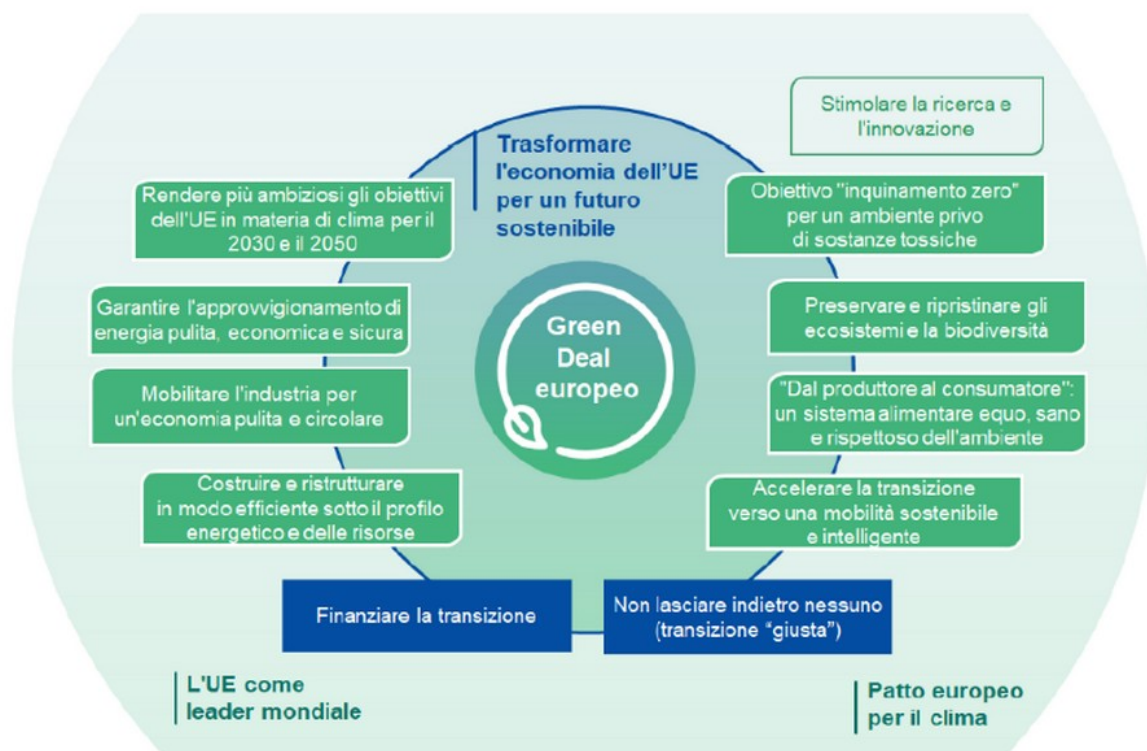 Stimolare la ricerca e
l'innovazione
Trasformare
l'economia dell'UE
per un futuro
sostenibile
Rendere più ambiziosi gli obiettivi
dell'UE in materia di clima per il
2030 e il 2050
Obiettivo "inquinamento zero"
per un ambiente privo
di sostanze tossiche
Garantire l'approvvigionamento di
energia pulita, economica e sicura
Preservare e ripristinare gli
ecosistemi e la biodiversità
Green
Deal
europeo
Mobilitare l'industria per
un'economia pulita e circolare
"Dal produttore al consumatore":
un sistema alimentare equo, sano
e rispettoso dell'ambiente
Costruire e ristrutturare
in modo efficiente sotto il profilo
energetico e delle risorse
Accelerare la transizione
verso una mobilità sostenibile
e intelligente
Finanziare la transizione
Non lasciare indietro nessuno
(transizione “giusta”)
L'UE come
leader mondiale
Patto europeo
per il clima